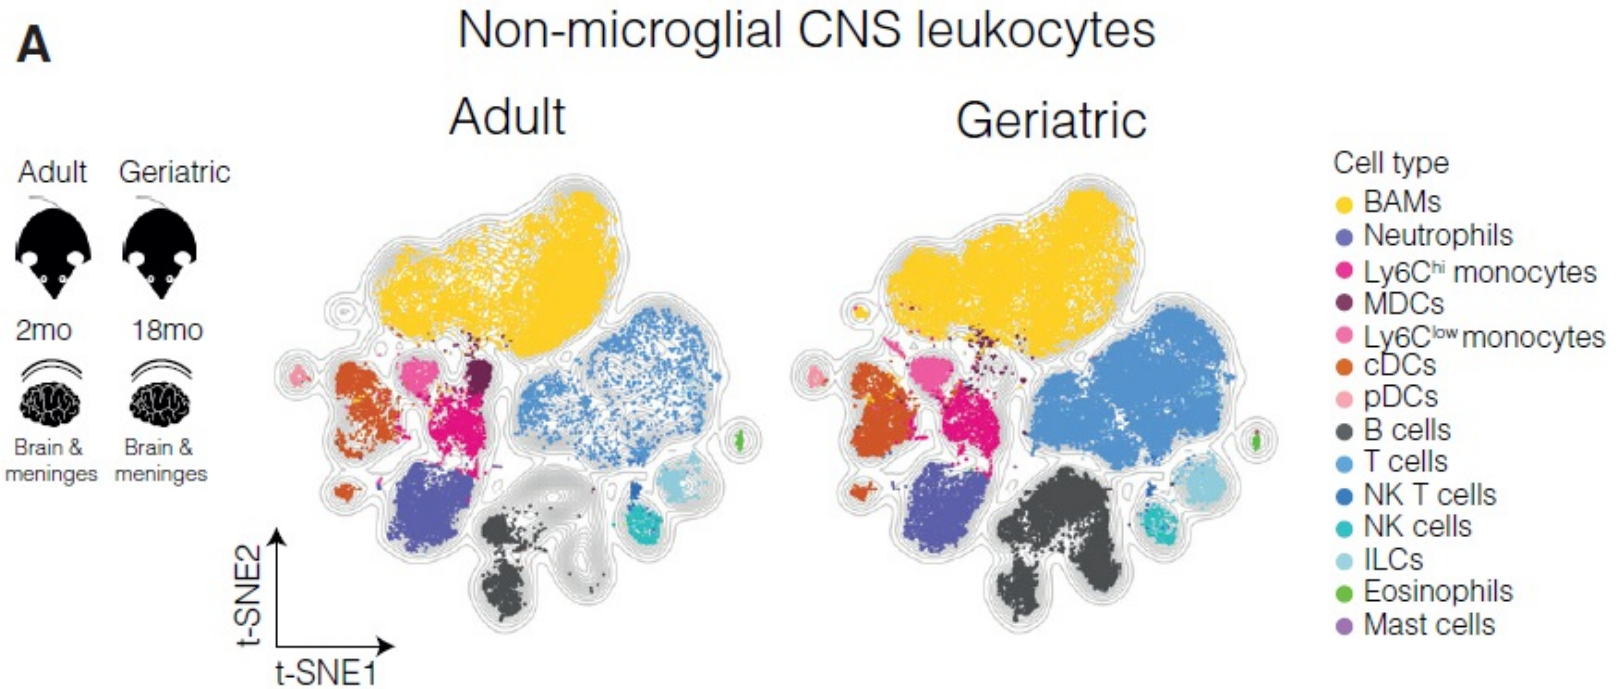 A
Non-microglial CNS leukocytes
Adult
Geriatric
Adult
Geriatric
2mo
18mo
Brain &
meninges
Brain &
meninges
t-SNE2
t-SNE1
Cell type
BAMs
Neutrophils
Ly6Cʰⁱ monocytes
MDCs
Ly6Cˡᵒʷ monocytes
cDCs
pDCs
B cells
T cells
NK T cells
NK cells
ILCs
Eosinophils
Mast cells